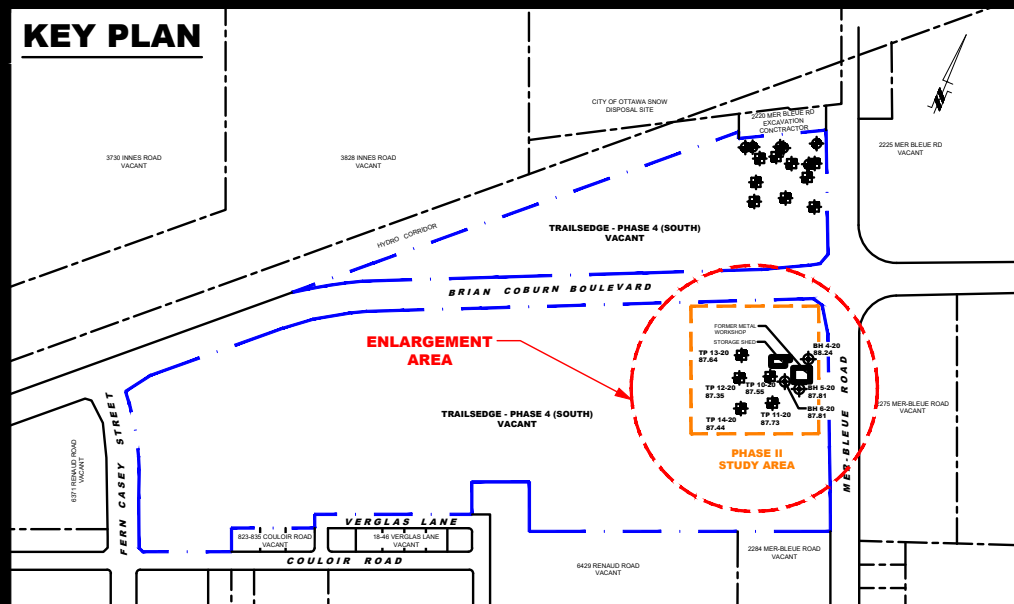 KEY PLAN
CITY OF OTTAWA SNOW
DISPOSAL SITE
2220 MER BLEUE RD
EXCAVATION
CONCTRACTOR
3730 INNES ROAD
VACANT
3828 INNES ROAD
VACANT
2225 MER BLEUE RD
VACANT
HYDRO CORRIDOR
TRAILSEDGE - PHASE 4 (SOUTH)
VACANT
BRIAN COBURN BOULEVARD
ENLARGEMENT
AREA
FORMER METAL
WORKSHOP
STORAGE SHED
BH 4-20
88.24
TP 13-20
87.64
TP 12-20
87.35
TP 10-20
87.55
BH 5-20
87.81
TP 14-20
87.44
TP 11-20
87.73
BH 6-20
87.81
PHASE II
STUDY AREA
MER-BLEUE ROAD
2275 MER-BLEUE ROAD
VACANT
TRAILSEDGE - PHASE 4 (SOUTH)
VACANT
FERN CASEY STREET
6371 RENAUD ROAD
VACANT
VERGLAS LANE
823-835 COULOIR ROAD
VACANT
18-46 VERGLAS LANE
VACANT
COULOIR ROAD
6429 RENAUD ROAD
VACANT
2284 MER-BLEUE ROAD
VACANT